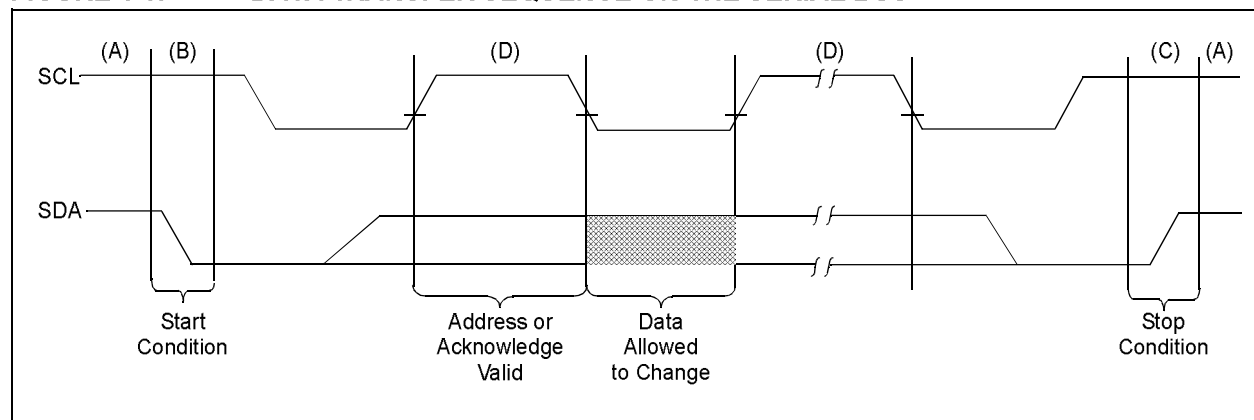 (A) (B) (D) (D) (C) (A)
SCL
SDA
Start
Condition
Address or
Acknowledge
Valid
Data
Allowed
to Change
Stop
Condition